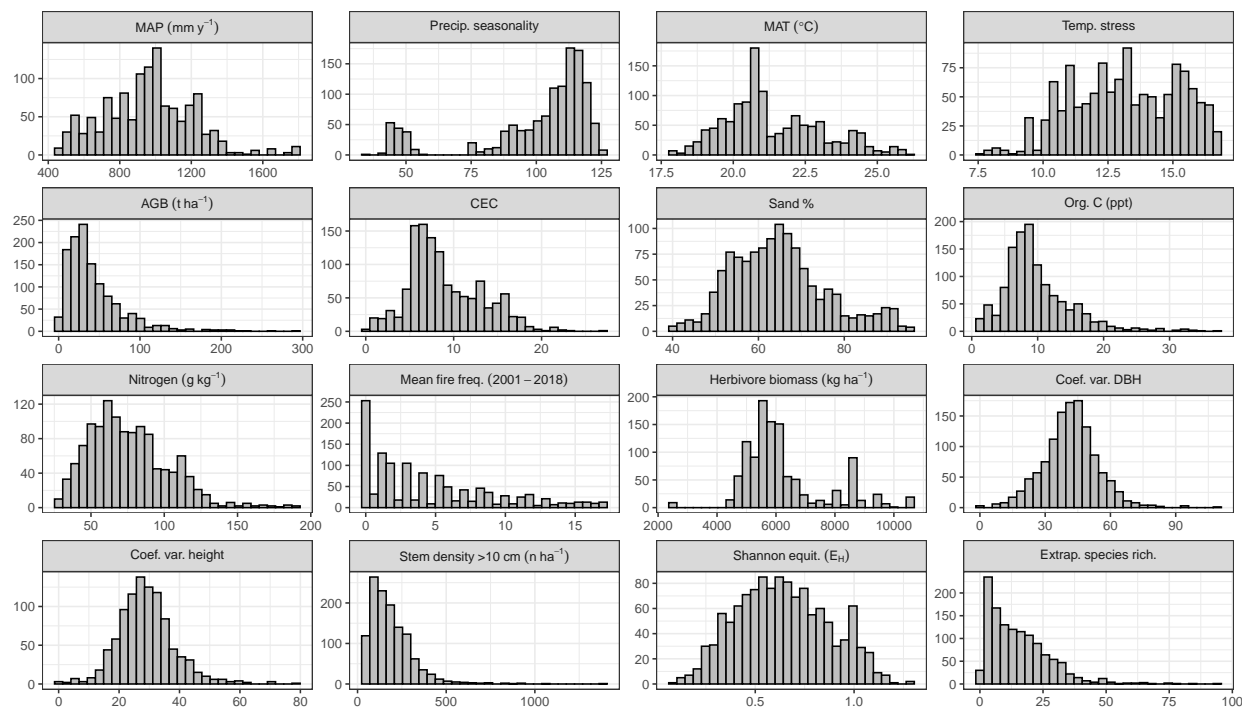 MAP (mm y⁻¹) Precip. seasonality MAT (°C) Temp. stress
100 50 0
150 100 50 0
150 100 50 0
75 50 25 0
400 800 1200 1600
50 75 100 125
17.5 20.0 22.5 25.0
7.5 10.0 12.5 15.0
AGB (t ha⁻¹) CEC Sand % Org. C (ppt)
250 200 150 100 50 0
150 100 50 0
100 75 50 25 0
200 150 100 50 0
0 100 200 300
0 10 20
40 60 80
0 10 20 30
Nitrogen (g kg⁻¹) Mean fire freq. (2001 – 2018) Herbivore biomass (kg ha⁻¹) Coef. var. DBH
120 80 40 0
250 200 150 100 50 0
200 150 100 50 0
150 100 50 0
50 100 150 200
0 5 10 15
2000 4000 6000 8000 10000
0 30 60 90
Coef. var. height Stem density >10 cm (n ha⁻¹) Shannon equit. (E_H) Extrap. species rich.
100 50 0
200 100 0
80 60 40 20 0
200 150 100 50 0
0 20 40 60 80
0 500 1000
0.5 1.0
0 25 50 75 100